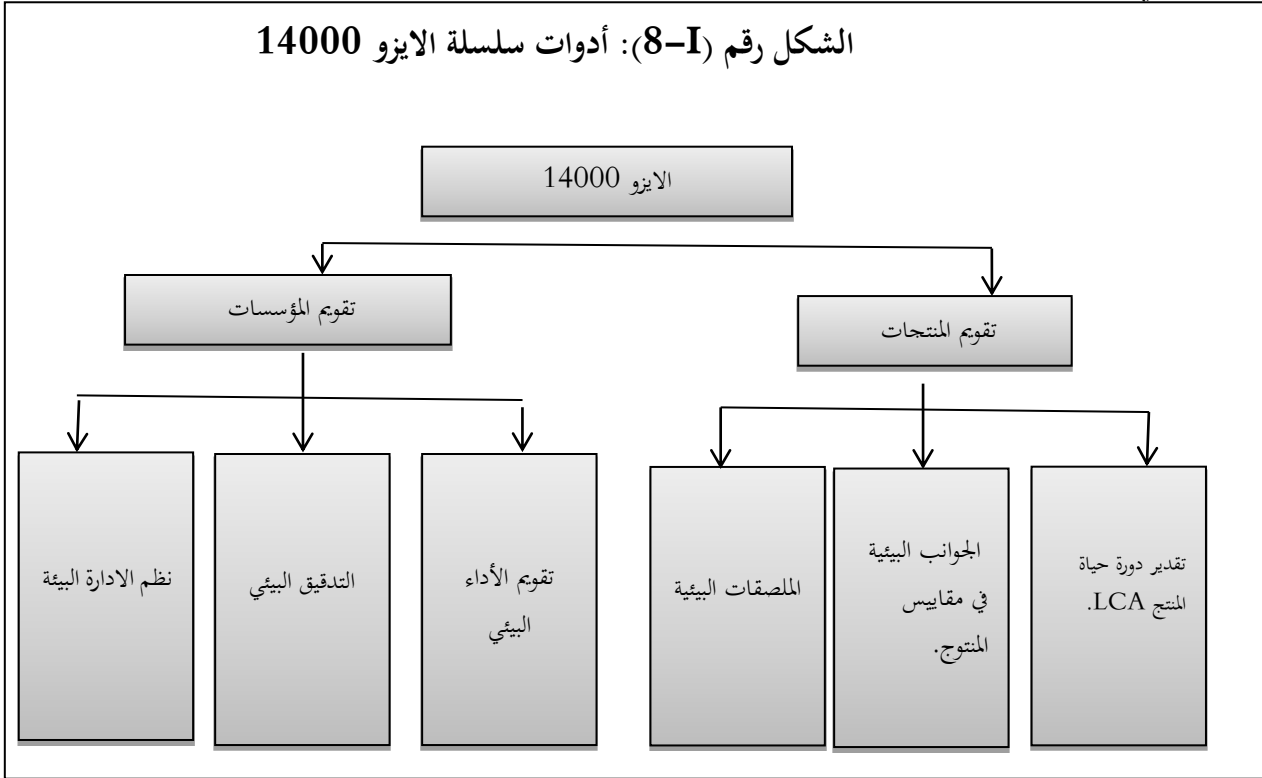 الشكل رقم (I–8): أدوات سلسلة الايزو 14000
الايزو 14000
تقويم المنتجات
تقويم المؤسسات
تقدير دورة حياة
المنتج LCA.
الجوانب البيئية
في مقاييس
المنتوج.
الملصقات البيئية
تقويم الأداء
البيئي
التدقيق البيئي
نظم الادارة البيئة